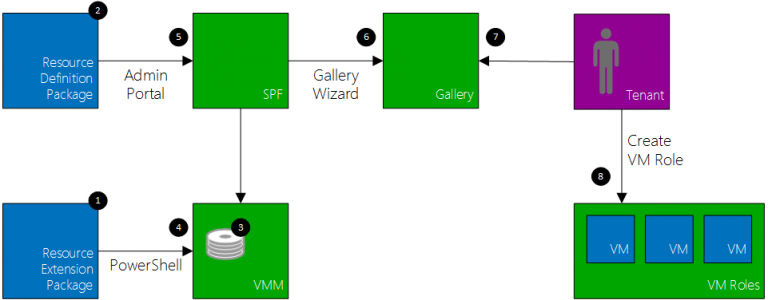 2
5
6
7
Resource
Definition
Package
Admin
Portal
SPF
Gallery
Wizard
Gallery
Tenant
Create
VM Role
1
4
3
8
Resource
Extension
Package
PowerShell
VMM
VM
VM
VM
VM Roles